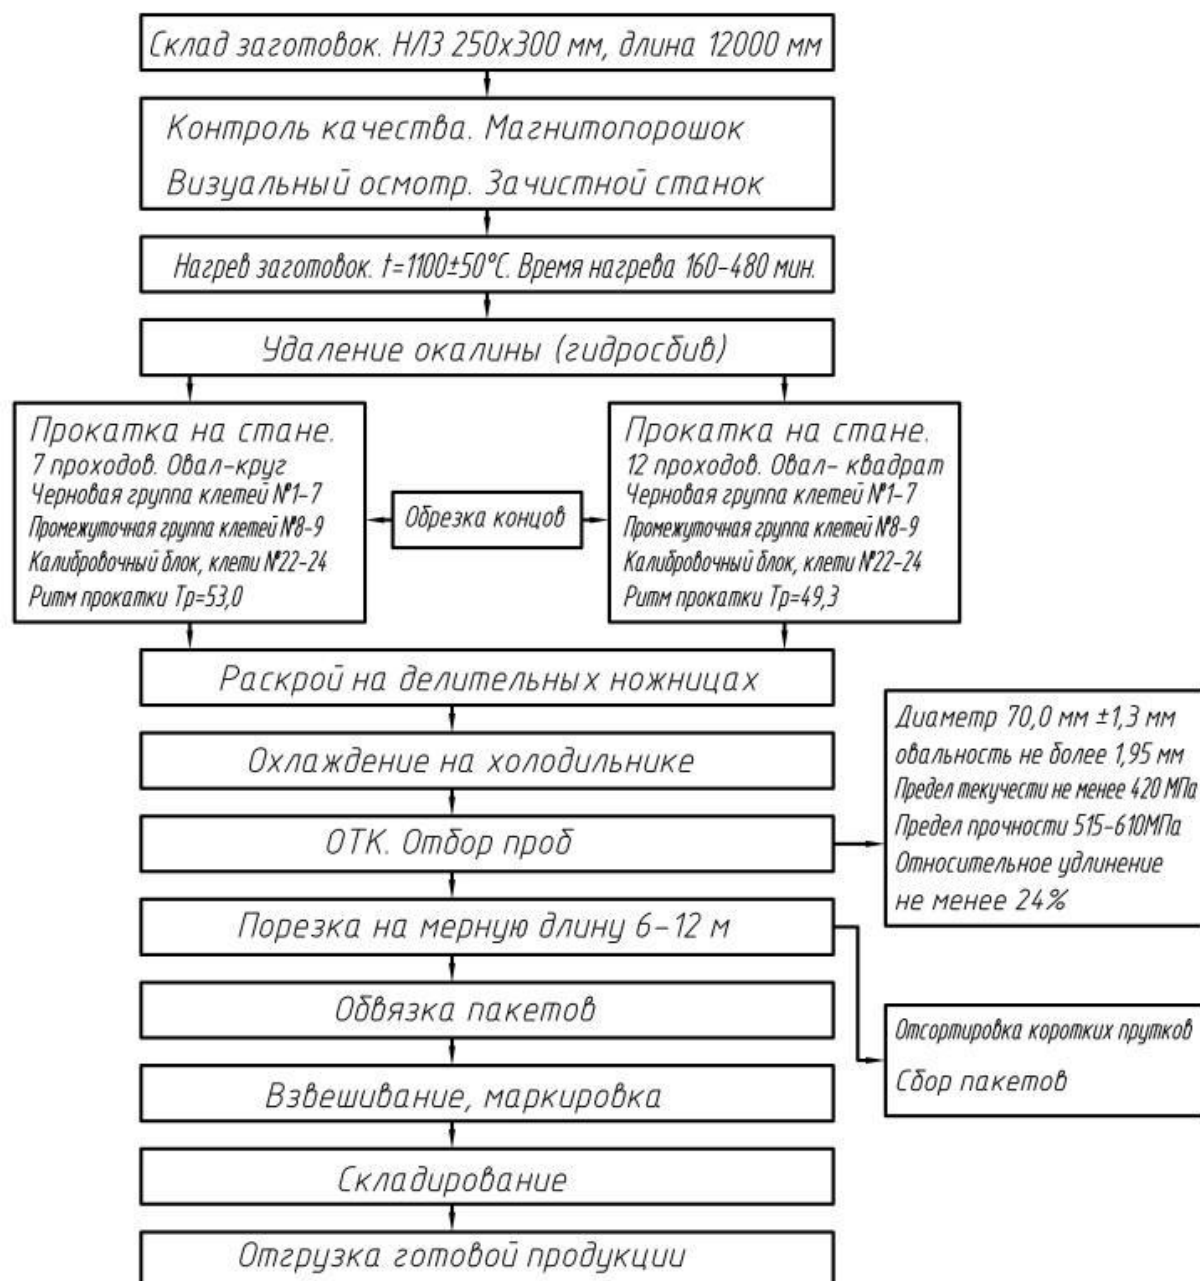 Склад заготовок. НЛЗ 250х300 мм, длина 12000 мм
Контроль качества. Магнитопорошок
Визуальный осмотр. Зачистной станок
Нагрев заготовок. t=1100±50°С. Время нагрева 160-480 мин.
Удаление окалины (гидросбив)
Прокатка на стане.
7 проходов. Овал-круг
Черновая группа клетей №1-7
Промежуточная группа клетей №8-9
Калибровочный блок, клети №22-24
Ритм прокатки Тр=53,0
Обрезка концов
Прокатка на стане.
12 проходов. Овал- квадрат
Черновая группа клетей №1-7
Промежуточная группа клетей №8-9
Калибровочный блок, клети №22-24
Ритм прокатки Тр=49,3
Раскрой на делительных ножницах
Охлаждение на холодильнике
ОТК. Отбор проб
Диаметр 70,0 мм ±1,3 мм
овальность не более 1,95 мм
Предел текучести не менее 420 МПа
Предел прочности 515-610МПа
Относительное удлинение
не менее 24%
Порезка на мерную длину 6-12 м
Отсортировка коротких прутков
Сбор пакетов
Обвязка пакетов
Взвешивание, маркировка
Складирование
Отгрузка готовой продукции